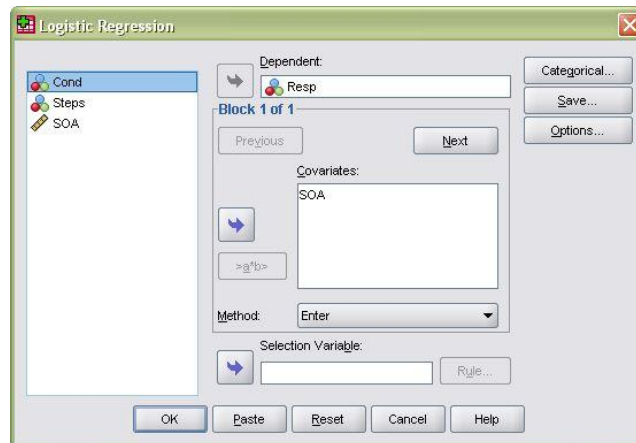 Logistic Regression
Cond
Steps
SOA
Dependent:
Resp
Block 1 of 1
Previous
Next
Covariates:
SOA
>a*b>
Method:
Enter
Selection Variable:
Rule...
Categorical...
Save...
Options...
OK
Paste
Reset
Cancel
Help